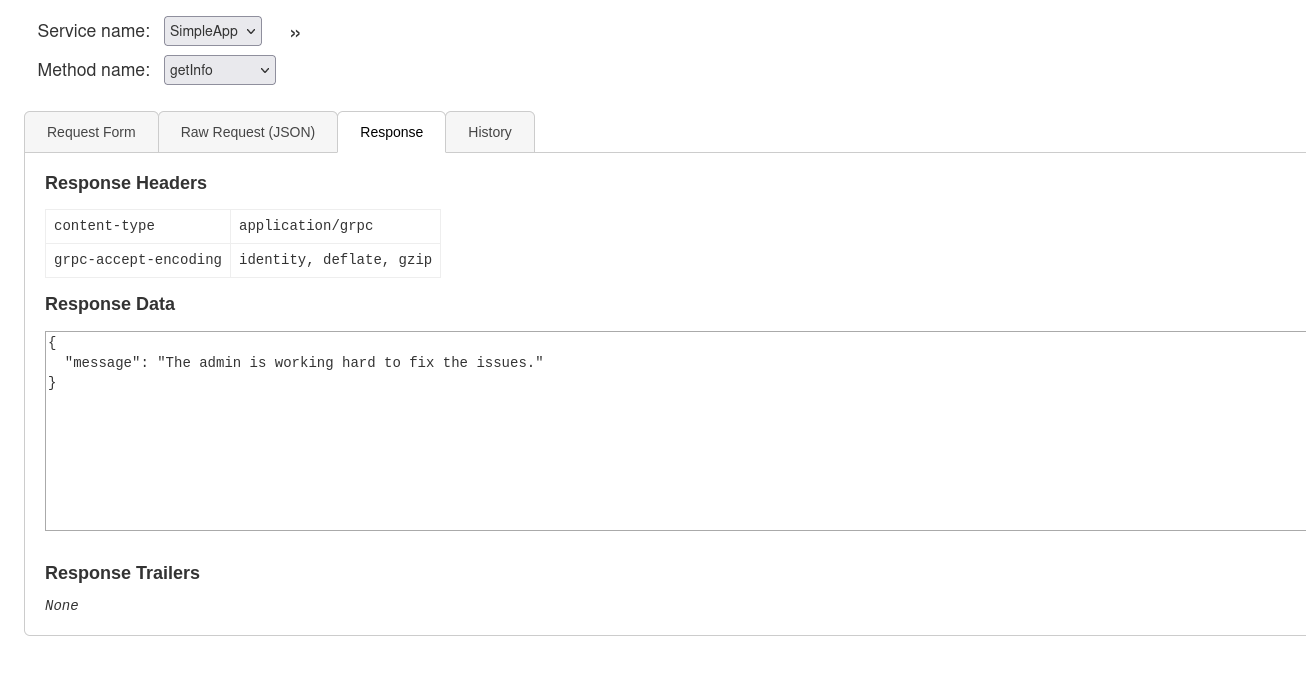 Service name: SimpleApp »
Method name: getInfo
Request Form Raw Request (JSON) Response History
Response Headers
content-type application/grpc
grpc-accept-encoding identity, deflate, gzip
Response Data
{
  "message": "The admin is working hard to fix the issues."
}
Response Trailers
None